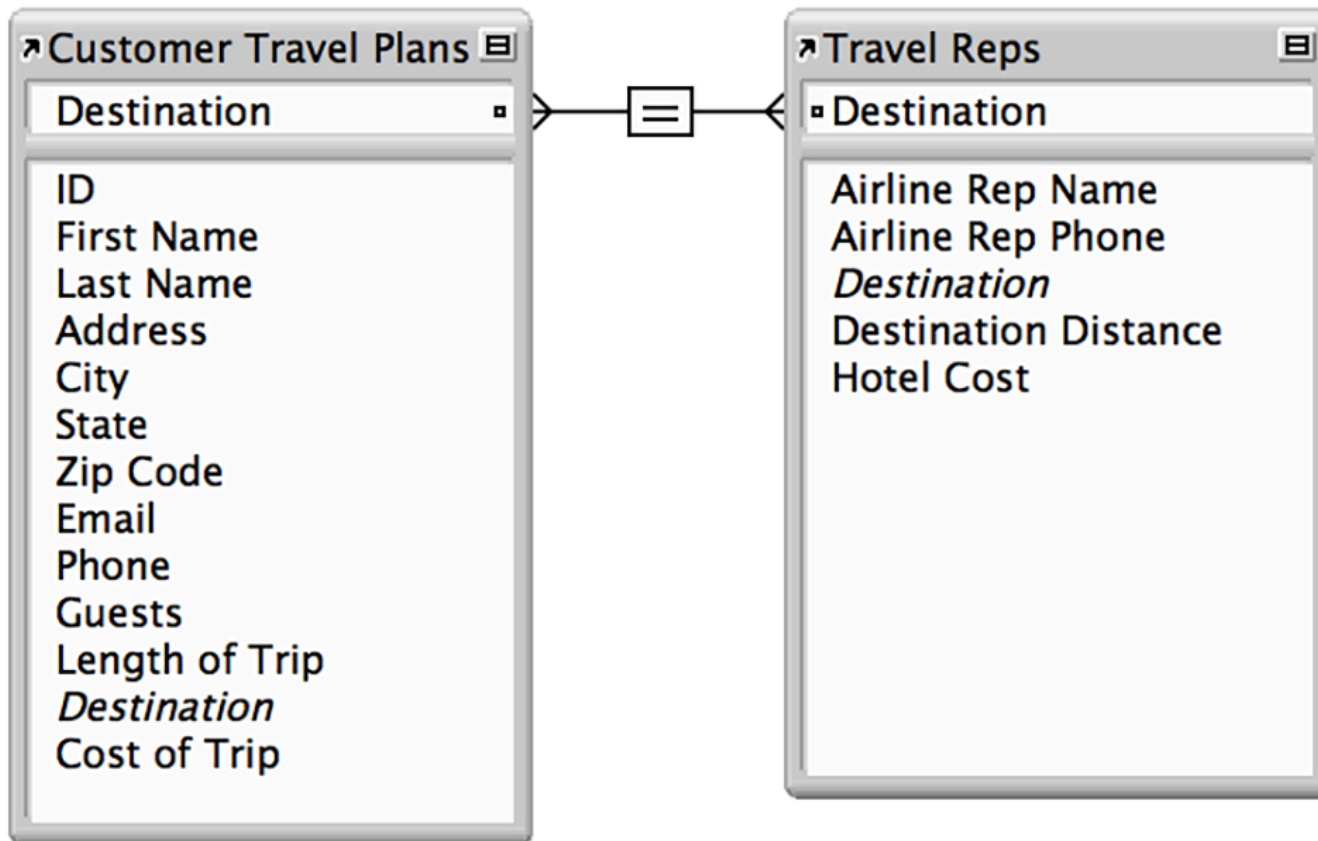 Customer Travel Plans
Destination
ID
First Name
Last Name
Address
City
State
Zip Code
Email
Phone
Guests
Length of Trip
Destination
Cost of Trip
=
Travel Reps
Destination
Airline Rep Name
Airline Rep Phone
Destination
Destination Distance
Hotel Cost